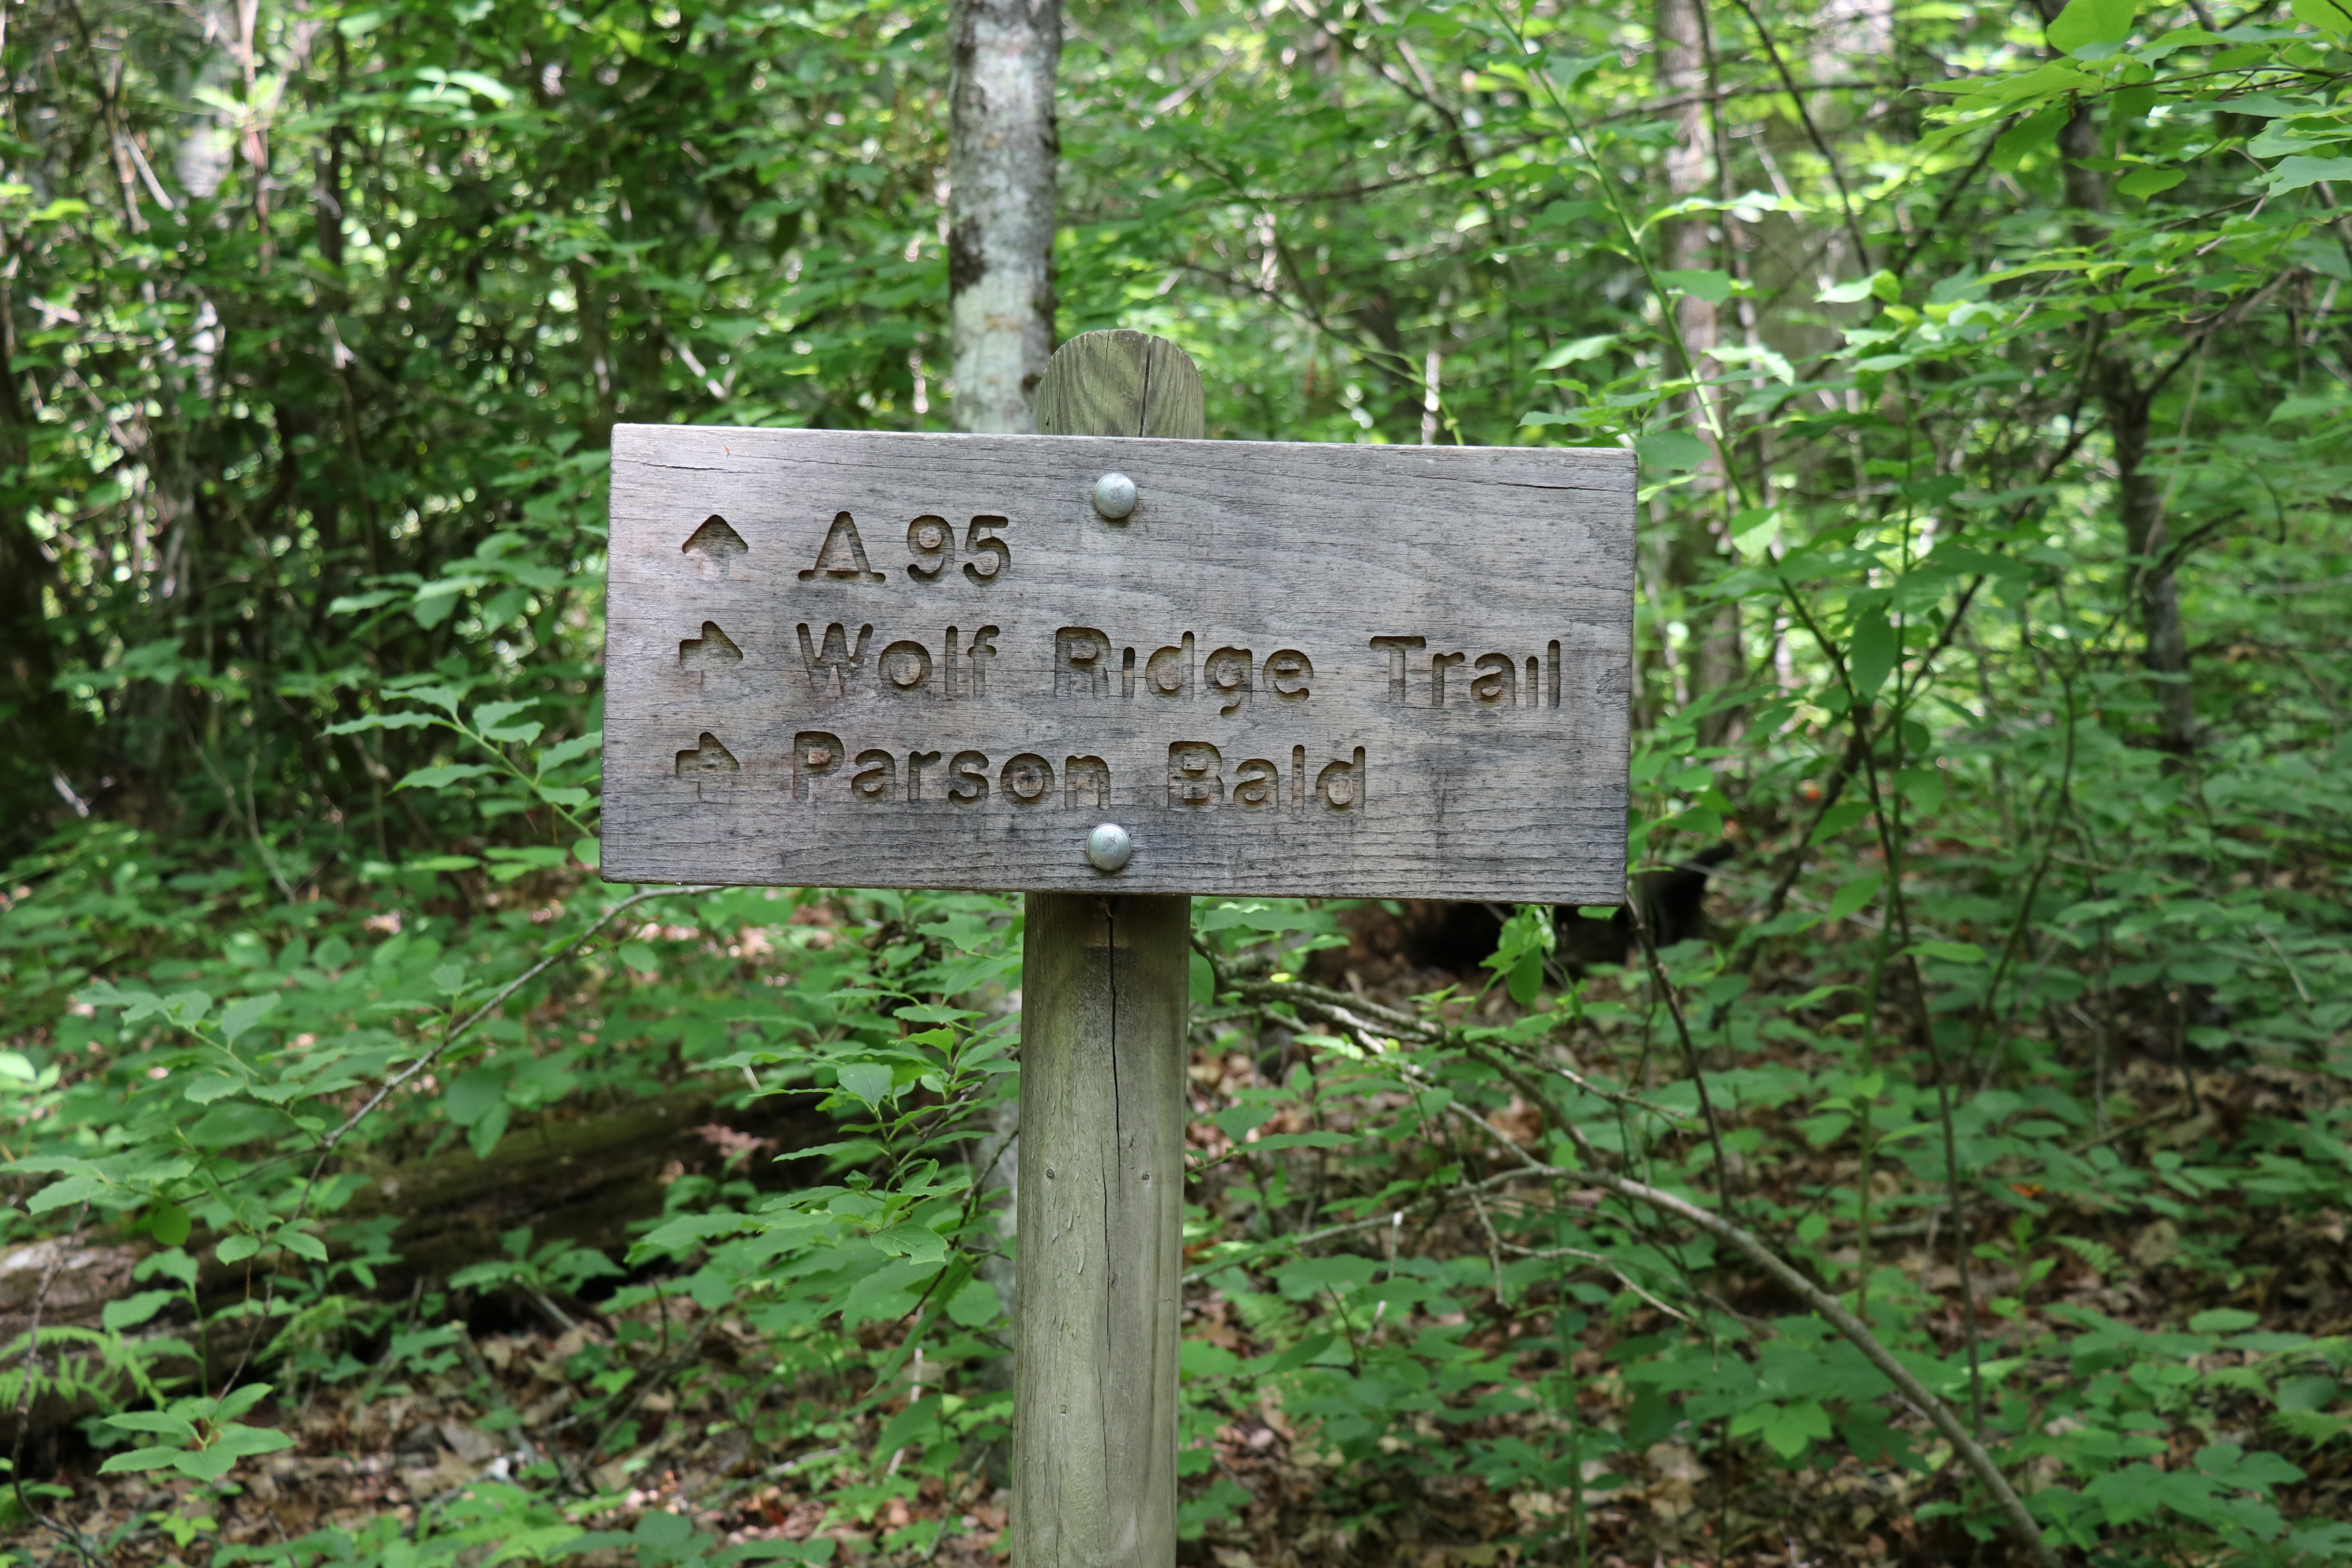 ↑ A 95
→ Wolf Ridge Trail
→ Parson Bald